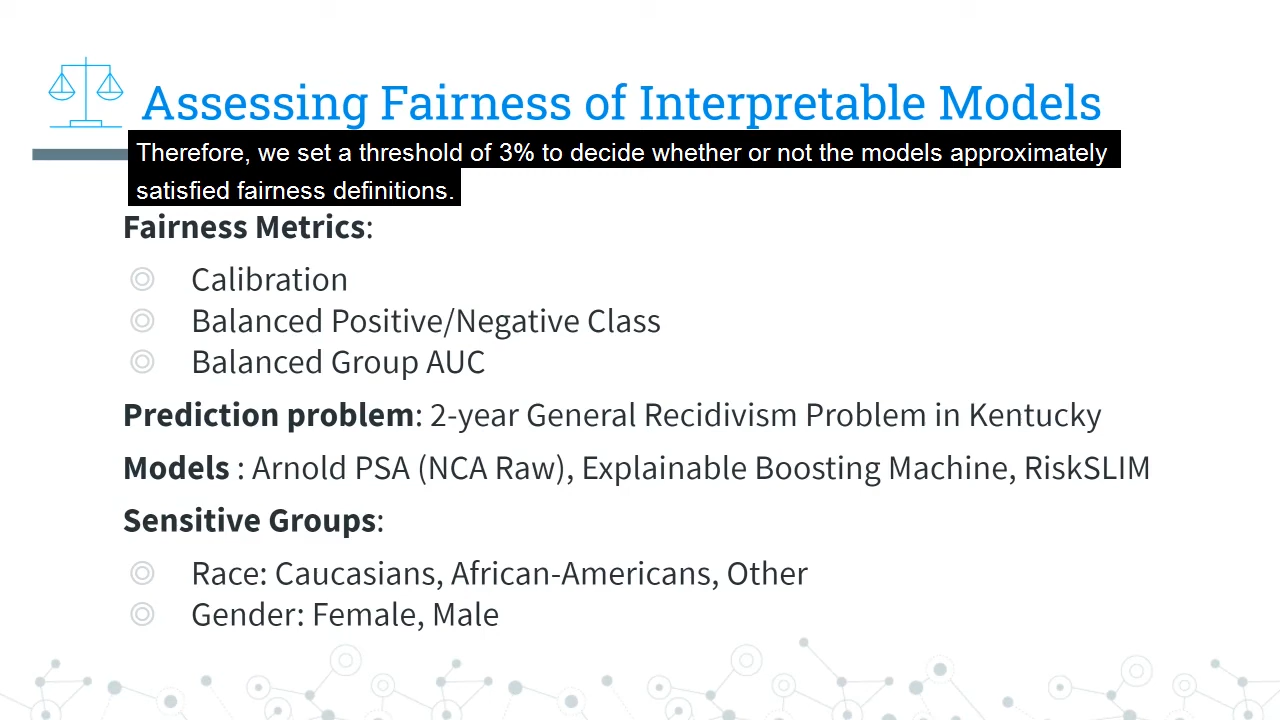 Assessing Fairness of Interpretable Models
Therefore, we set a threshold of 3% to decide whether or not the models approximately
satisfied fairness definitions.
Fairness Metrics:
Calibration
Balanced Positive/Negative Class
Balanced Group AUC
Prediction problem: 2-year General Recidivism Problem in Kentucky
Models : Arnold PSA (NCA Raw), Explainable Boosting Machine, RiskSLIM
Sensitive Groups:
Race: Caucasians, African-Americans, Other
Gender: Female, Male